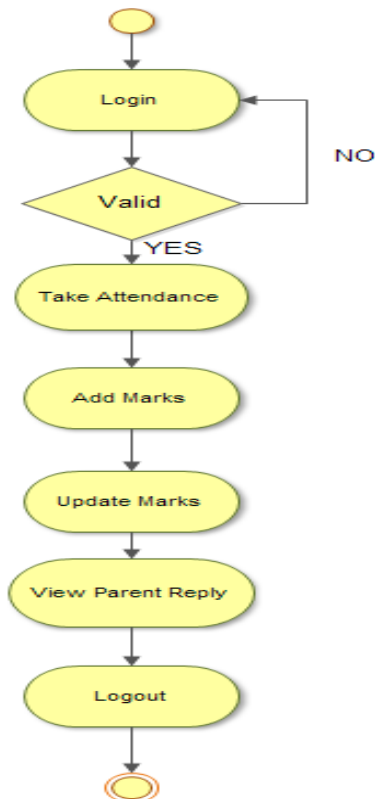 Login
NO
Valid
YES
Take Attendance
Add Marks
Update Marks
View Parent Reply
Logout